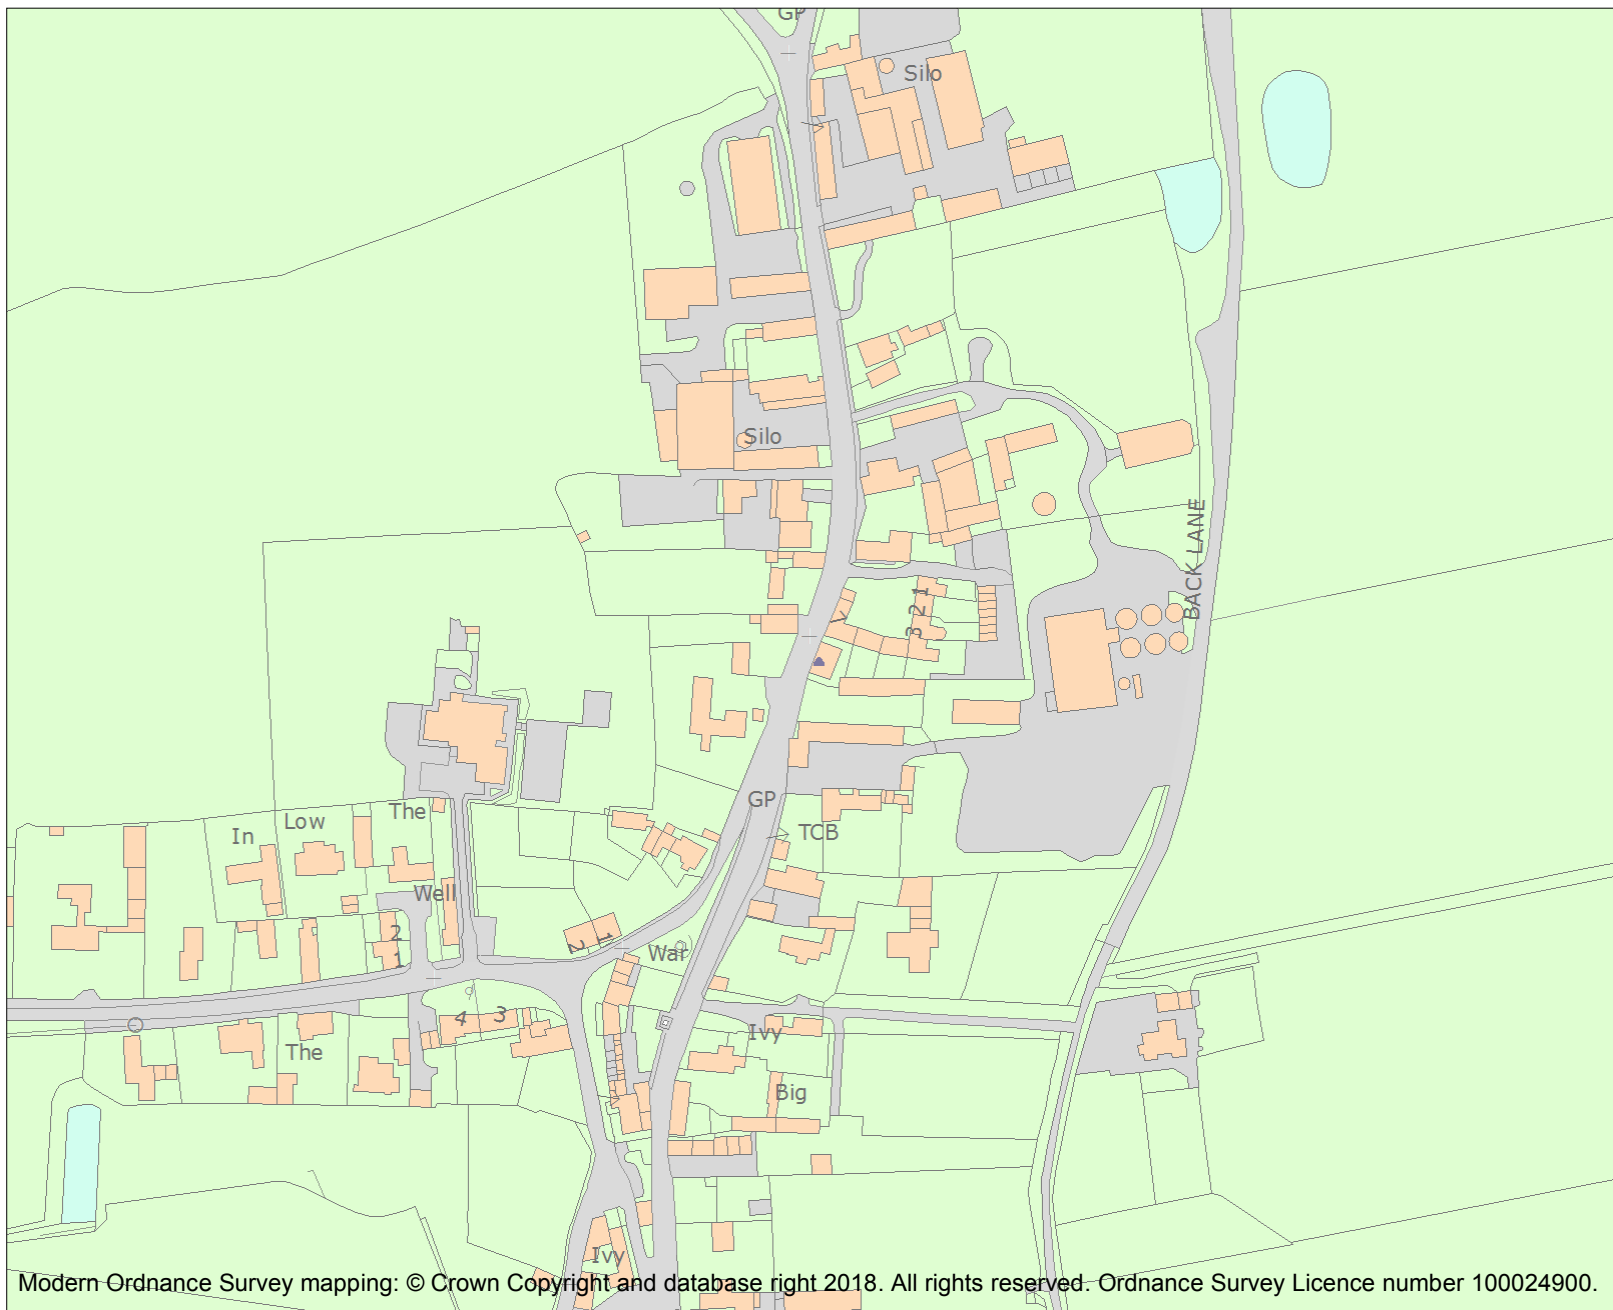 GP
Silo
Silo
BACK LANE
1
2
3
GP
TCB
The
Low
In
Well
2
1
1
2
War
4
3
The
Ivy
Big
Ivy
Modern Ordnance Survey mapping: © Crown Copyright and database right 2018. All rights reserved. Ordnance Survey Licence number 100024900.